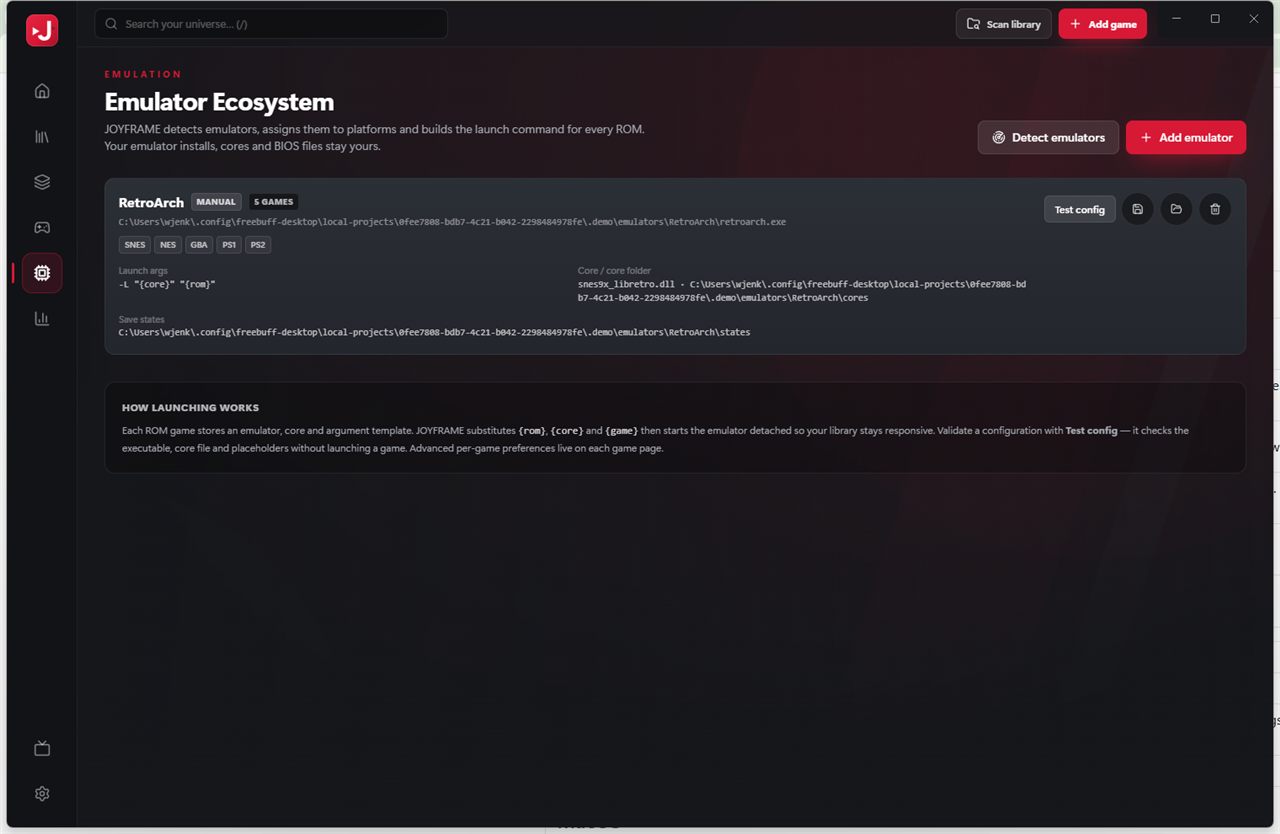 Search your universe... (/)
Scan library
Add game
EMULATION
Emulator Ecosystem
JOYFRAME detects emulators, assigns them to platforms and builds the launch command for every ROM.
Your emulator installs, cores and BIOS files stay yours.
Detect emulators
Add emulator
RetroArch MANUAL 5 GAMES
C:\Users\wjenk\.config\freebuff-desktop\local-projects\0fee7808-bdb7-4c21-b042-2298484978fe\.demo\emulators\RetroArch\retroarch.exe
Test config
SNES NES GBA PS1 PS2
Launch args
-L "{core}" "{rom}"
Core / core folder
snes9x_libretro.dll · C:\Users\wjenk\.config\freebuff-desktop\local-projects\0fee7808-bd
b7-4c21-b042-2298484978fe\.demo\emulators\RetroArch\cores
Save states
C:\Users\wjenk\.config\freebuff-desktop\local-projects\0fee7808-bdb7-4c21-b042-2298484978fe\.demo\emulators\RetroArch\states
HOW LAUNCHING WORKS
Each ROM game stores an emulator, core and argument template. JOYFRAME substitutes {rom}, {core} and {game} then starts the emulator detached so your library stays responsive. Validate a configuration with Test config — it checks the
executable, core file and placeholders without launching a game. Advanced per-game preferences live on each game page.